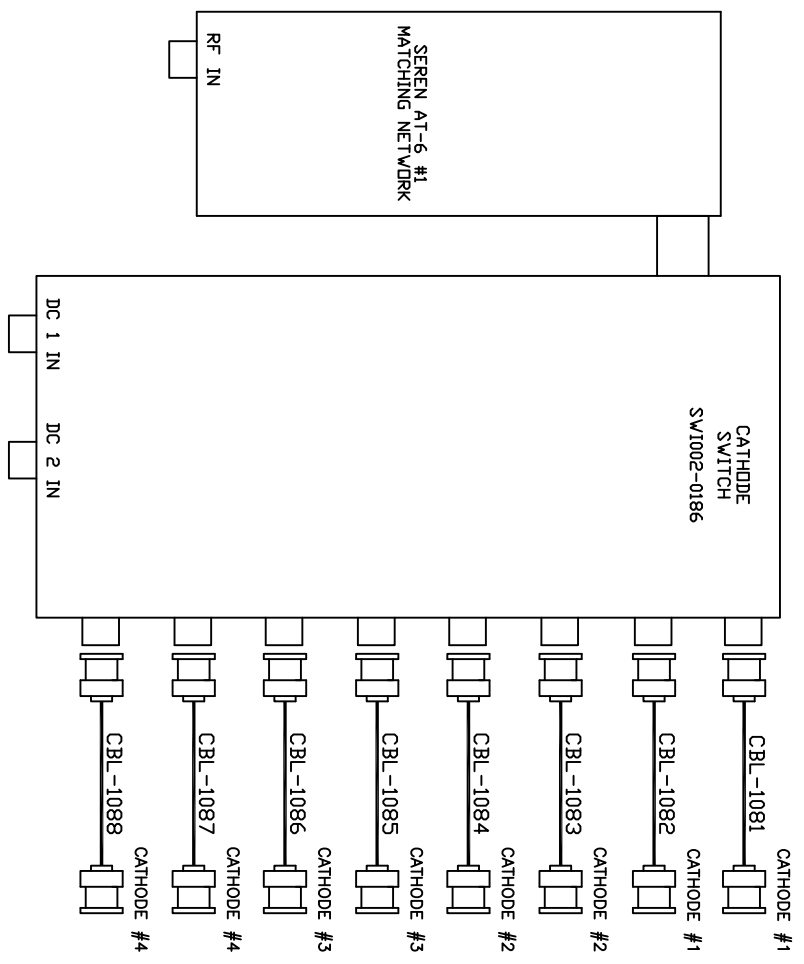 SEREN AT-6 #1
MATCHING NETWORK
RF IN
CATHODE
SWITCH
SWI002-0186
DC 1 IN
DC 2 IN
CBL-1081
CATHODE #1
CBL-1082
CATHODE #1
CBL-1083
CATHODE #2
CBL-1084
CATHODE #2
CBL-1085
CATHODE #3
CBL-1086
CATHODE #3
CBL-1087
CATHODE #4
CBL-1088
CATHODE #4